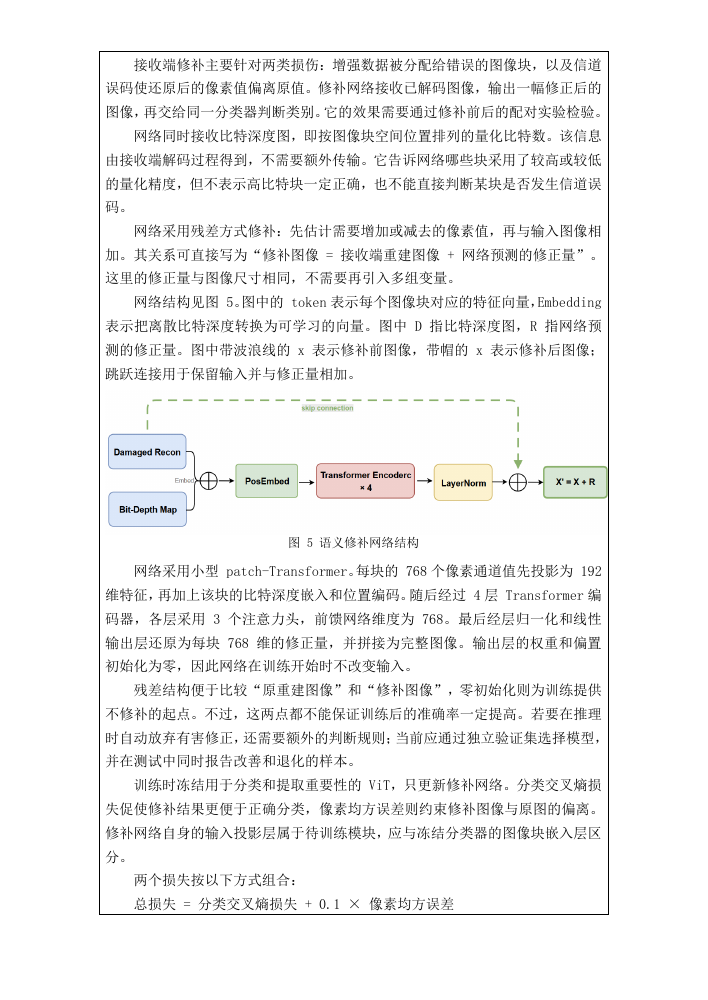 接收端修补主要针对两类损伤：增强数据被分配给错误的图像块，以及信道
误码使还原后的像素值偏离原值。修补网络接收已解码图像，输出一幅修正后的
图像，再交给同一分类器判断类别。它的效果需要通过修补前后的配对实验检验。
网络同时接收比特深度图，即按图像块空间位置排列的量化比特数。该信息
由接收端解码过程得到，不需要额外传输。它告诉网络哪些块采用了较高或较低
的量化精度，但不表示高比特块一定正确，也不能直接判断某块是否发生信道误
码。
网络采用残差方式修补：先估计需要增加或减去的像素值，再与输入图像相
加。其关系可直接写为“修补图像 = 接收端重建图像 + 网络预测的修正量”。
这里的修正量与图像尺寸相同，不需要再引入多组变量。
网络结构见图 5。图中的 token 表示每个图像块对应的特征向量，Embedding
表示把离散比特深度转换为可学习的向量。图中 D 指比特深度图，R 指网络预
测的修正量。图中带波浪线的 x 表示修补前图像，带帽的 x 表示修补后图像；
跳跃连接用于保留输入并与修正量相加。
skip connection
Damaged Recon
Embed
Bit-Depth Map
PosEmbed
Transformer Encoderc
× 4
LayerNorm
X' = X + R
图 5 语义修补网络结构
网络采用小型 patch-Transformer。每块的 768 个像素通道值先投影为 192
维特征，再加上该块的比特深度嵌入和位置编码。随后经过 4 层 Transformer 编
码器，各层采用 3 个注意力头，前馈网络维度为 768。最后经层归一化和线性
输出层还原为每块 768 维的修正量，并拼接为完整图像。输出层的权重和偏置
初始化为零，因此网络在训练开始时不改变输入。
残差结构便于比较“原重建图像”和“修补图像”，零初始化则为训练提供
不修补的起点。不过，这两点都不能保证训练后的准确率一定提高。若要在推理
时自动放弃有害修正，还需要额外的判断规则；当前应通过独立验证集选择模型，
并在测试中同时报告改善和退化的样本。
训练时冻结用于分类和提取重要性的 ViT，只更新修补网络。分类交叉熵损
失促使修补结果更便于正确分类，像素均方误差则约束修补图像与原图的偏离。
修补网络自身的输入投影层属于待训练模块，应与冻结分类器的图像块嵌入层区
分。
两个损失按以下方式组合：
总损失 = 分类交叉熵损失 + 0.1 × 像素均方误差